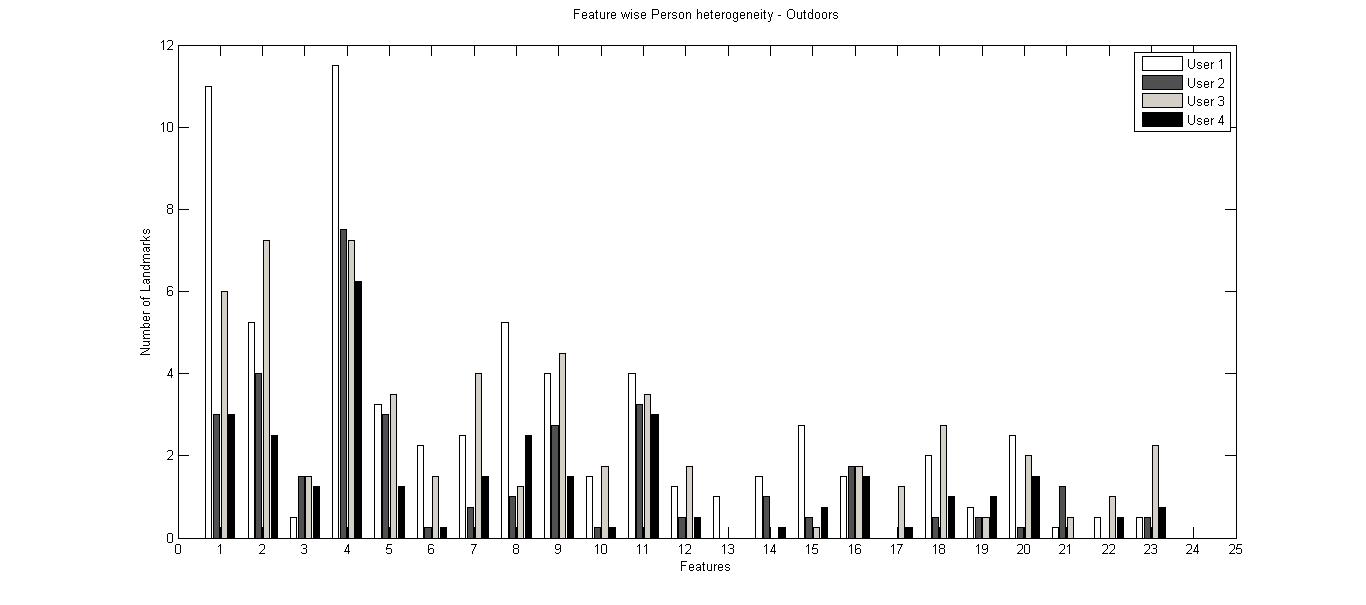 Feature wise Person heterogeneity - Outdoors
12
10
8
6
4
2
0
Number of Landmarks
User 1
User 2
User 3
User 4
0 1 2 3 4 5 6 7 8 9 10 11 12 13 14 15 16 17 18 19 20 21 22 23 24 25
Features